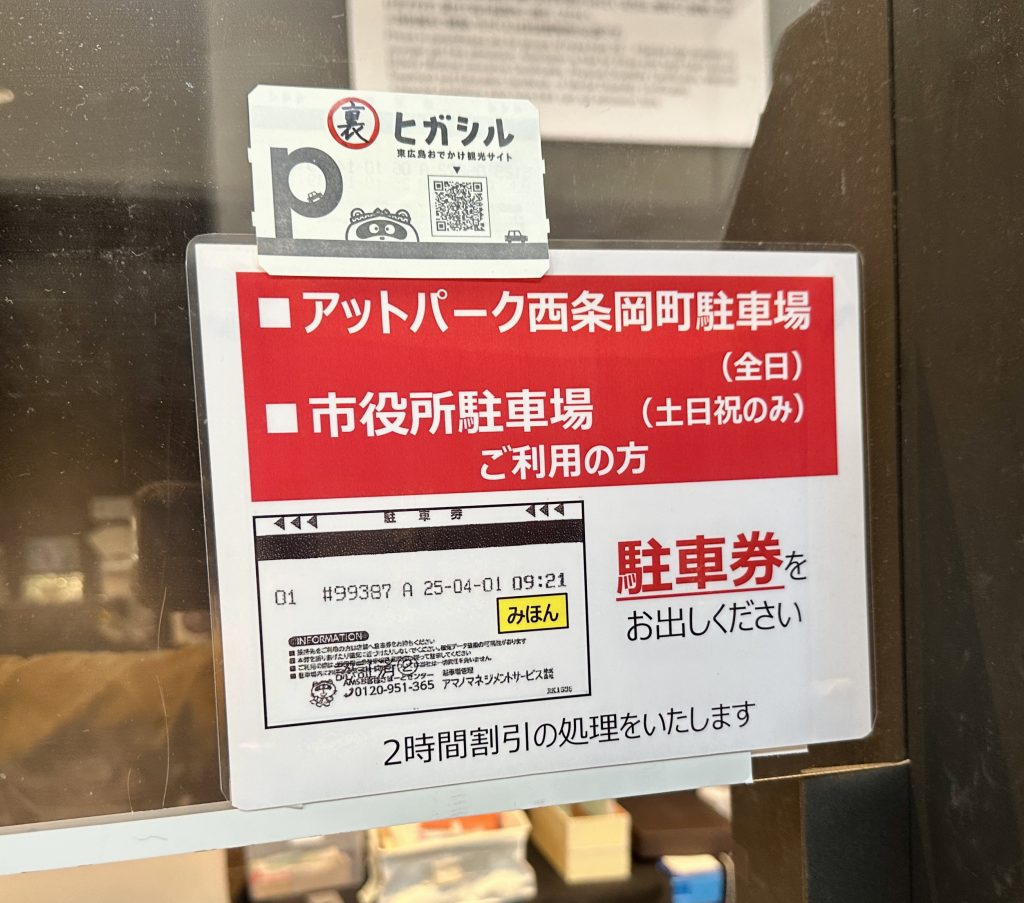 裏 ヒガシル
東広島おでかけ観光サイト
▼
p
■アットパーク西条岡町駐車場
(全日)
■市役所駐車場 (土日祝のみ)
ご利用の方
◀◀◀ 駐車券 ◀◀◀
01 #99387 A 25-04-01 09:21
みほん
INFORMATION
0120-951-365
駐車場管理
アマノマネジメントサービス株式会社
駐車券を
お出しください
2時間割引の処理をいたします